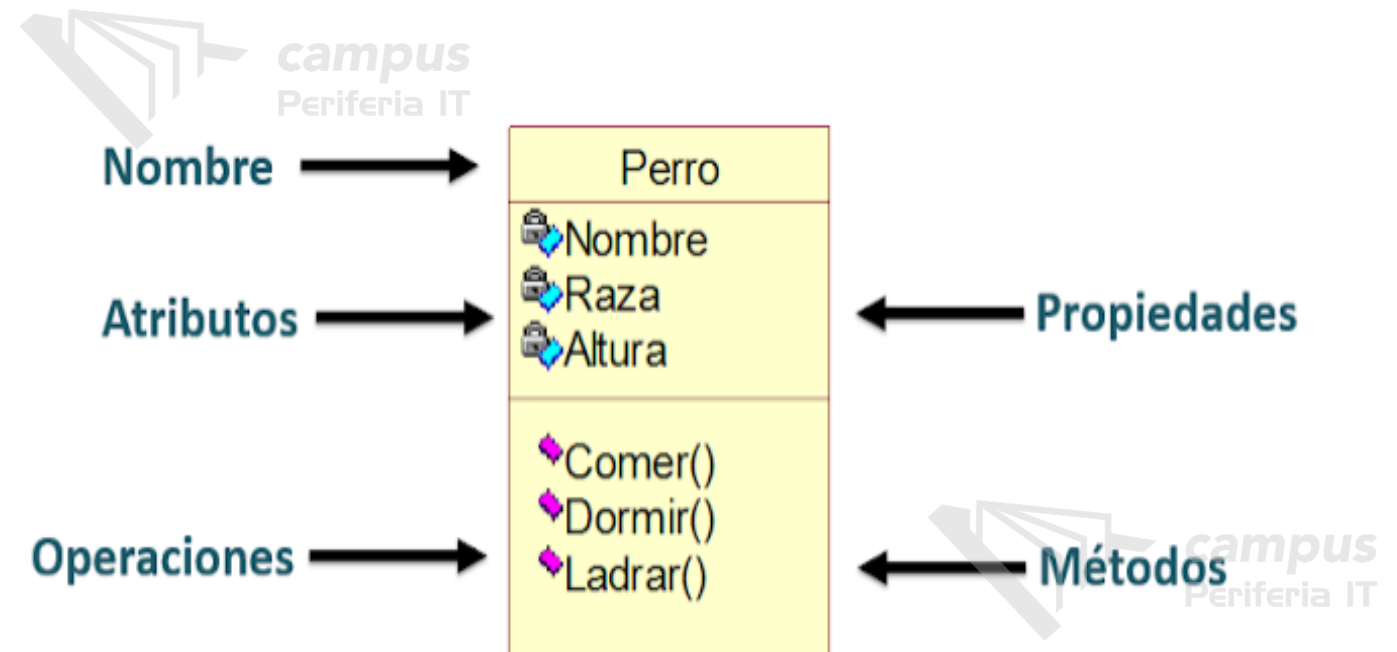 campus
Periferia IT
Nombre
Perro
Nombre
Raza
Altura
Atributos
Propiedades
Comer()
Dormir()
Ladrar()
Operaciones
Métodos
campus
Periferia IT